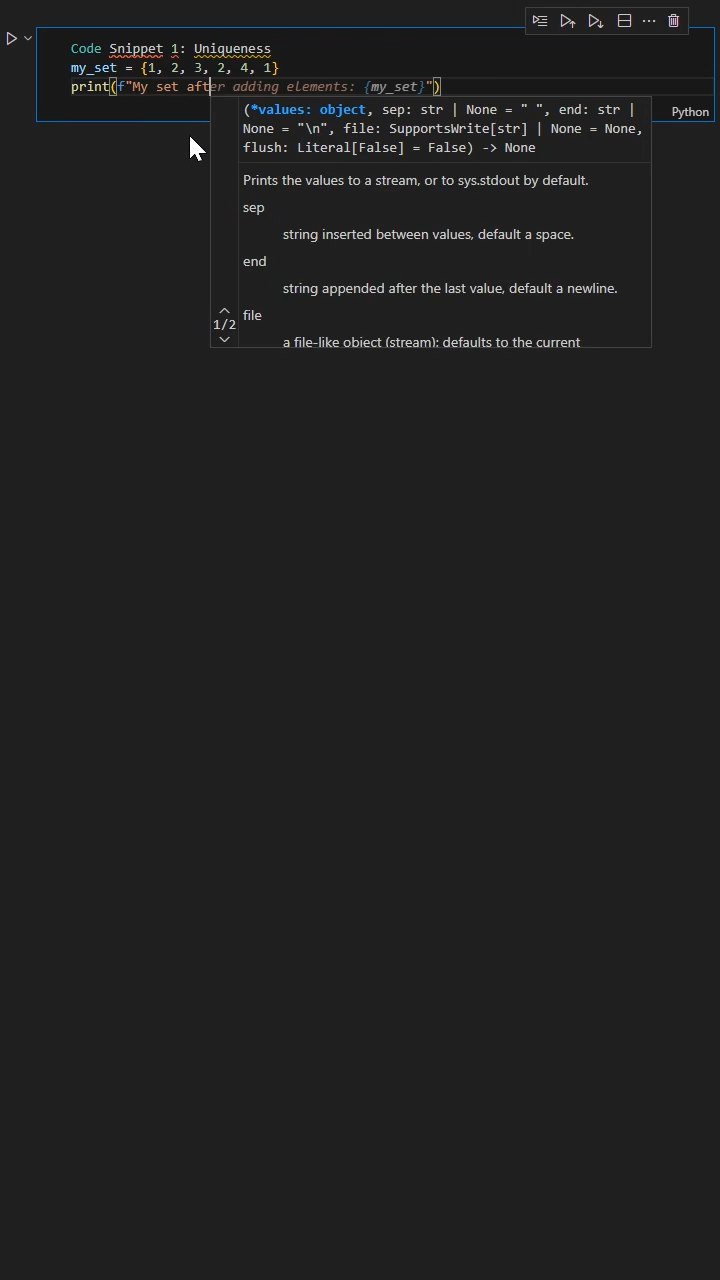 Code Snippet 1: Uniqueness
my_set = {1, 2, 3, 2, 4, 1}
print(f"My set after adding elements: {my_set}")
Python
(*values: object, sep: str | None = " ", end: str |
None = "\n", file: SupportsWrite[str] | None = None,
flush: Literal[False] = False) -> None
Prints the values to a stream, or to sys.stdout by default.
sep
string inserted between values, default a space.
end
string appended after the last value, default a newline.
file
1/2
a file-like object (stream); defaults to the current